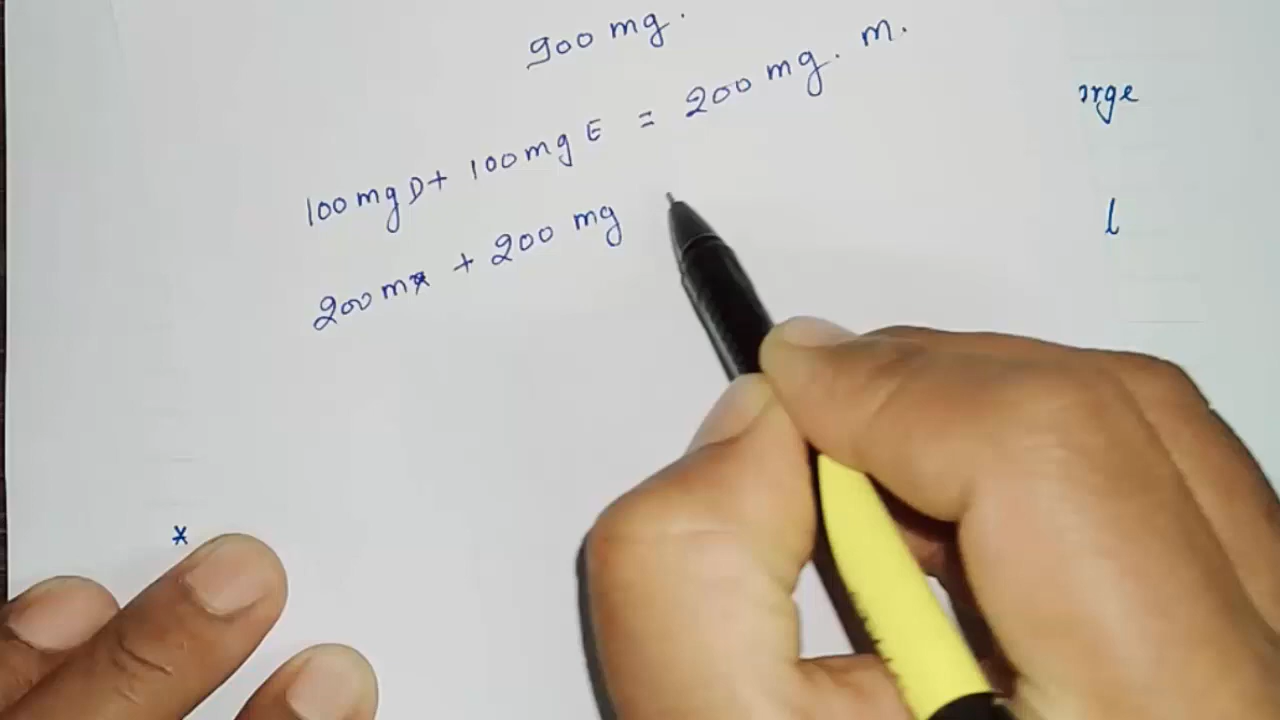 900 mg.
100 mg D + 100 mg E = 200 mg. m.
200 m + 200 mg
rge
l
*